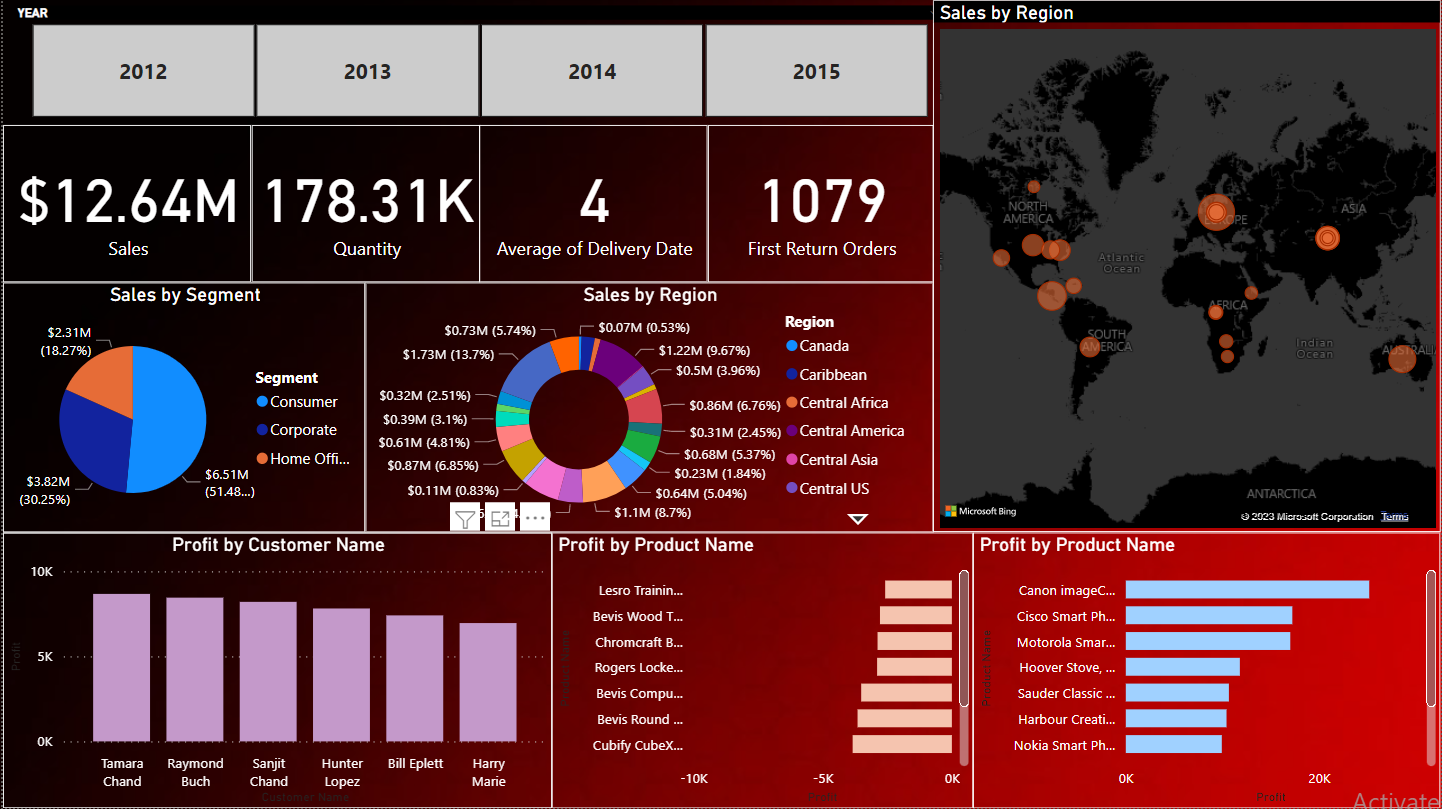 YEAR
2012
2013
2014
2015
$12.64M
Sales
178.31K
Quantity
4
Average of Delivery Date
1079
First Return Orders
Sales by Region
NORTH
AMERICA
EUROPE
ASIA
Atlantic
Ocean
AFRICA
SOUTH
AMERICA
Indian
Ocean
AUSTRALIA
ANTARCTICA
Microsoft Bing
© 2023 Microsoft Corporation Terms
Sales by Segment
$2.31M
(18.27%)
$3.82M
(30.25%)
$6.51M
(51.48...)
Segment
Consumer
Corporate
Home Offi...
Sales by Region
$0.73M (5.74%)
$0.07M (0.53%)
$1.73M (13.7%)
$1.22M (9.67%)
$0.5M (3.96%)
$0.32M (2.51%)
$0.86M (6.76%)
$0.39M (3.1%)
$0.31M (2.45%)
$0.61M (4.81%)
$0.68M (5.37%)
$0.87M (6.85%)
$0.23M (1.84%)
$0.11M (0.83%)
$0.64M (5.04%)
$1.1M (8.7%)
Region
Canada
Caribbean
Central Africa
Central America
Central Asia
Central US
Profit by Customer Name
Profit
10K
5K
0K
Tamara
Chand
Raymond
Buch
Sanjit
Chand
Hunter
Lopez
Bill Eplett
Harry
Marie
Customer Name
Profit by Product Name
Product Name
Lesro Trainin...
Bevis Wood T...
Chromcraft B...
Rogers Locke...
Bevis Compu...
Bevis Round ...
Cubify CubeX...
-10K
-5K
0K
Profit
Profit by Product Name
Product Name
Canon imageC...
Cisco Smart Ph...
Motorola Smar...
Hoover Stove, ...
Sauder Classic ...
Harbour Creati...
Nokia Smart Ph...
0K
20K
Profit
Activate